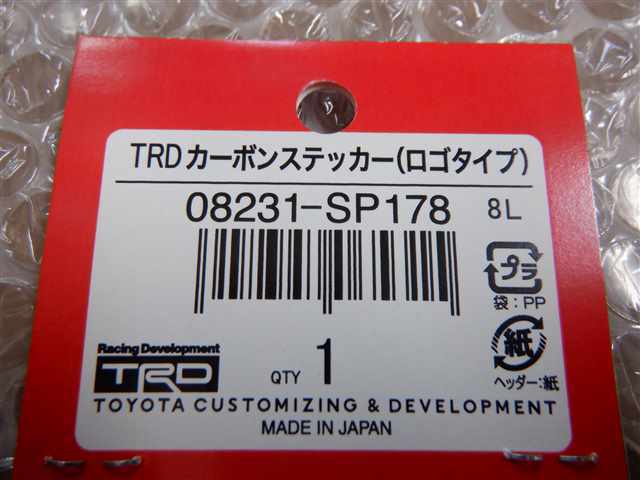 TRDカーボンステッカー(ロゴタイプ)
08231-SP178 8L
プラ
袋:PP
紙
ヘッダー:紙
Racing Development
TRD
QTY 1
TOYOTA CUSTOMIZING & DEVELOPMENT
MADE IN JAPAN